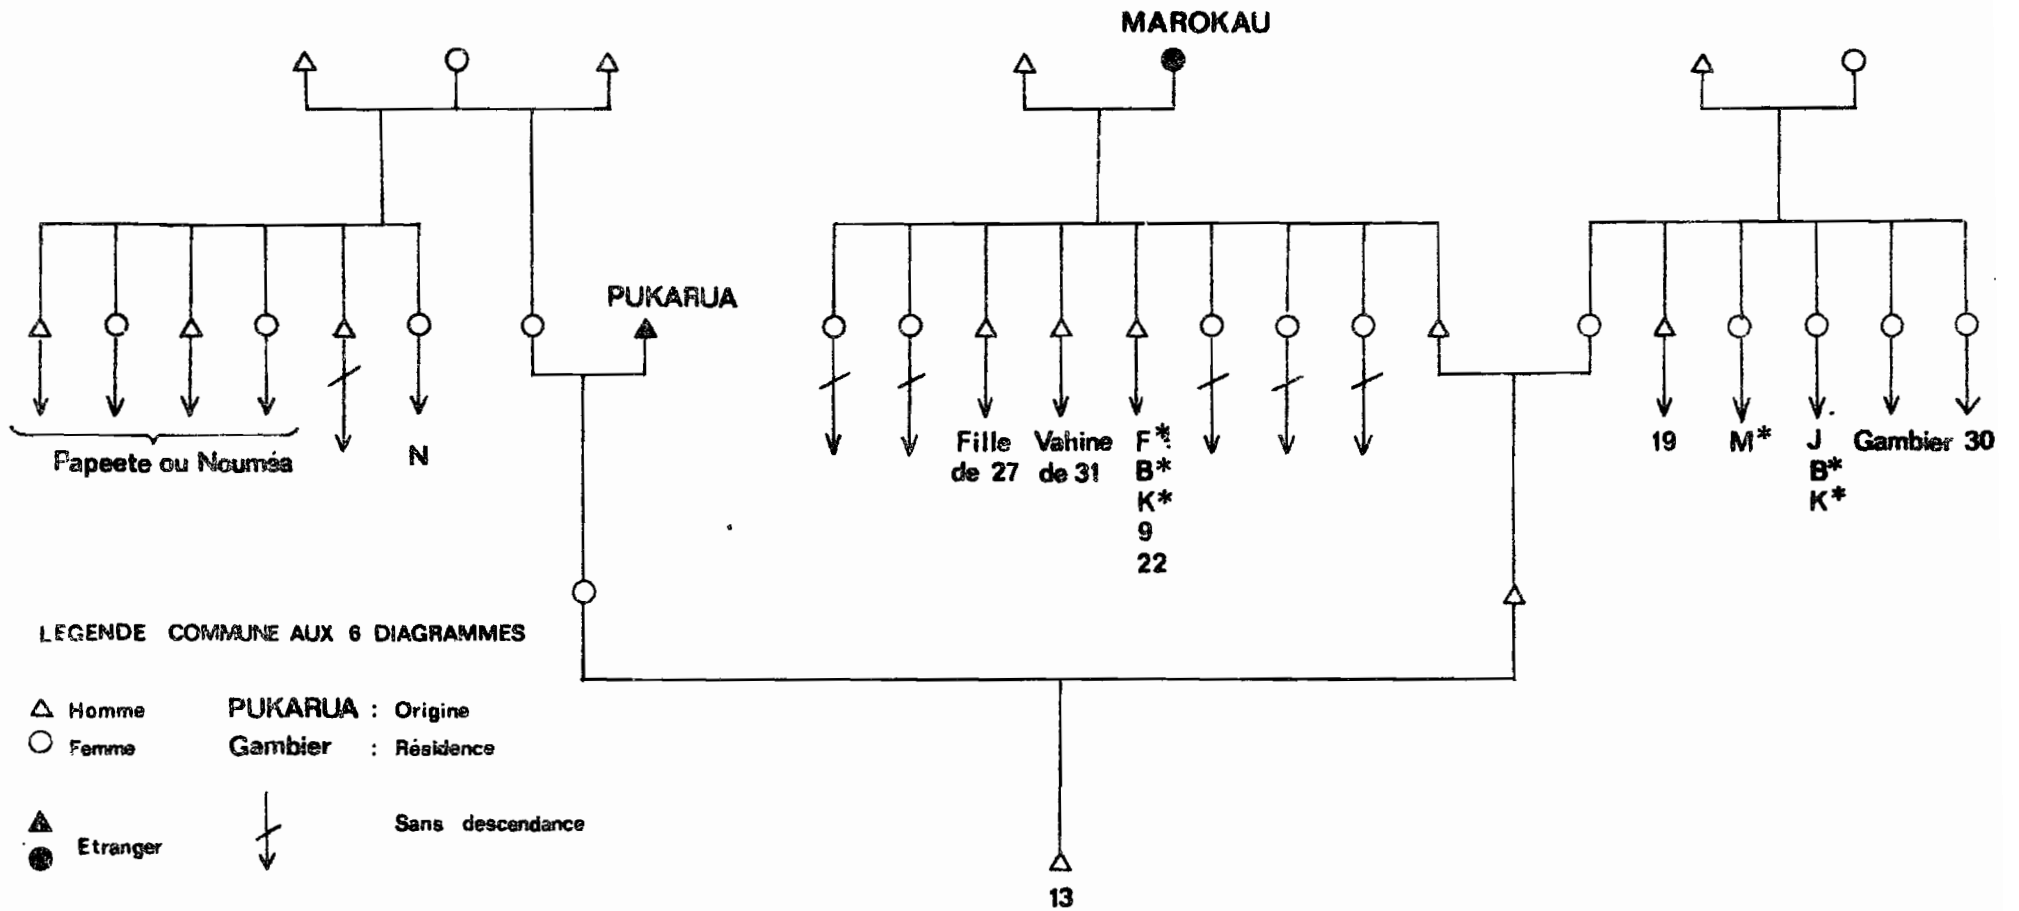 MAROKAU
PUKARUA
Papeete ou Nouméa
N
Fille
de 27
Vahine
de 31
F*
B*
K*
9
22
19
M*
J
B*
K*
Gambier 30
LEGENDE COMMUNE AUX 6 DIAGRAMMES
Homme
PUKARUA : Origine
Femme
Gambier : Résidence
Etranger
Sans descendance
13